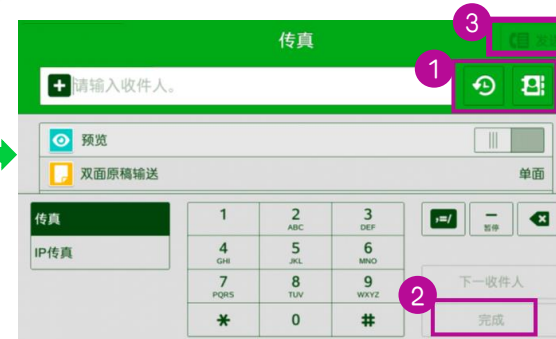 传真
3
1
请输入收件人。
预览
双面原稿输送
单面
传真
IP传真
1
2
ABC
3
DEF
4
GHI
5
JKL
6
MNO
7
PQRS
8
TUV
9
WXYZ
*
0
#
,=/
暂停
下一收件人
2
完成